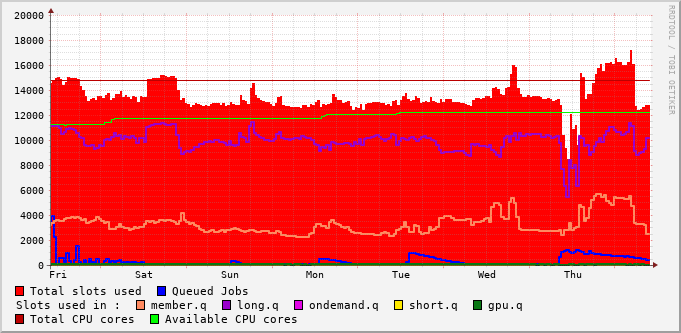 20000
18000
16000
14000
12000
10000
8000
6000
4000
2000
0
Fri Sat Sun Mon Tue Wed Thu
RRDTOOL / TOBI OETIKER
Total slots used Queued Jobs
Slots used in : member.q long.q ondemand.q short.q gpu.q
Total CPU cores Available CPU cores